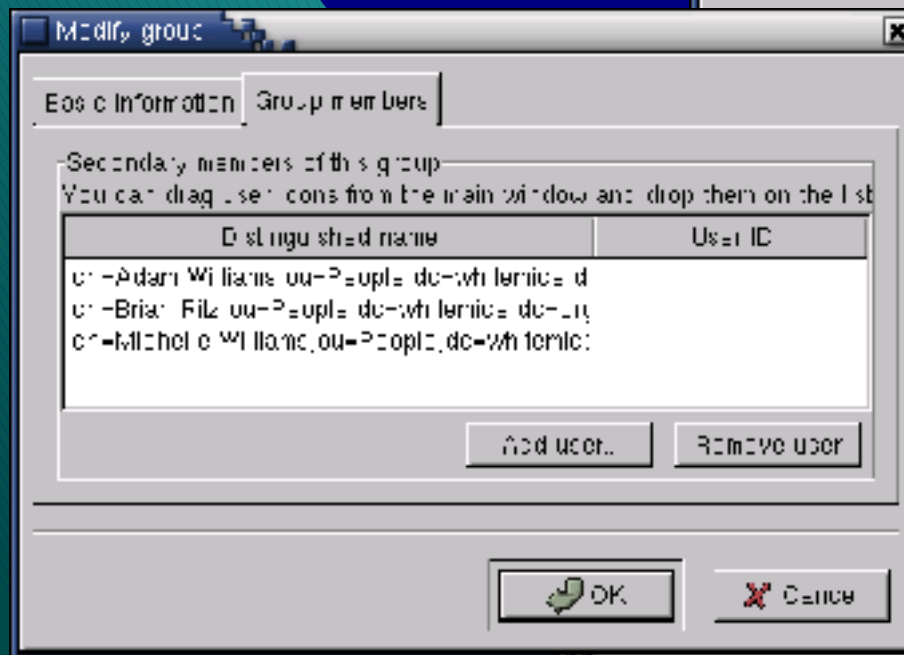 Modify group
Basic Information
Group members
Secondary members of this group
You can drag user icons from the main window and drop them on the list
Distinguished name
User ID
cn=Adam Williams,ou=People,dc=whitemice,d
cn=Brian Ritz,ou=People,dc=whitemice,dc=org
cn=Michelle Williams,ou=People,dc=whitemice
Add user..
Remove user
OK
Cancel